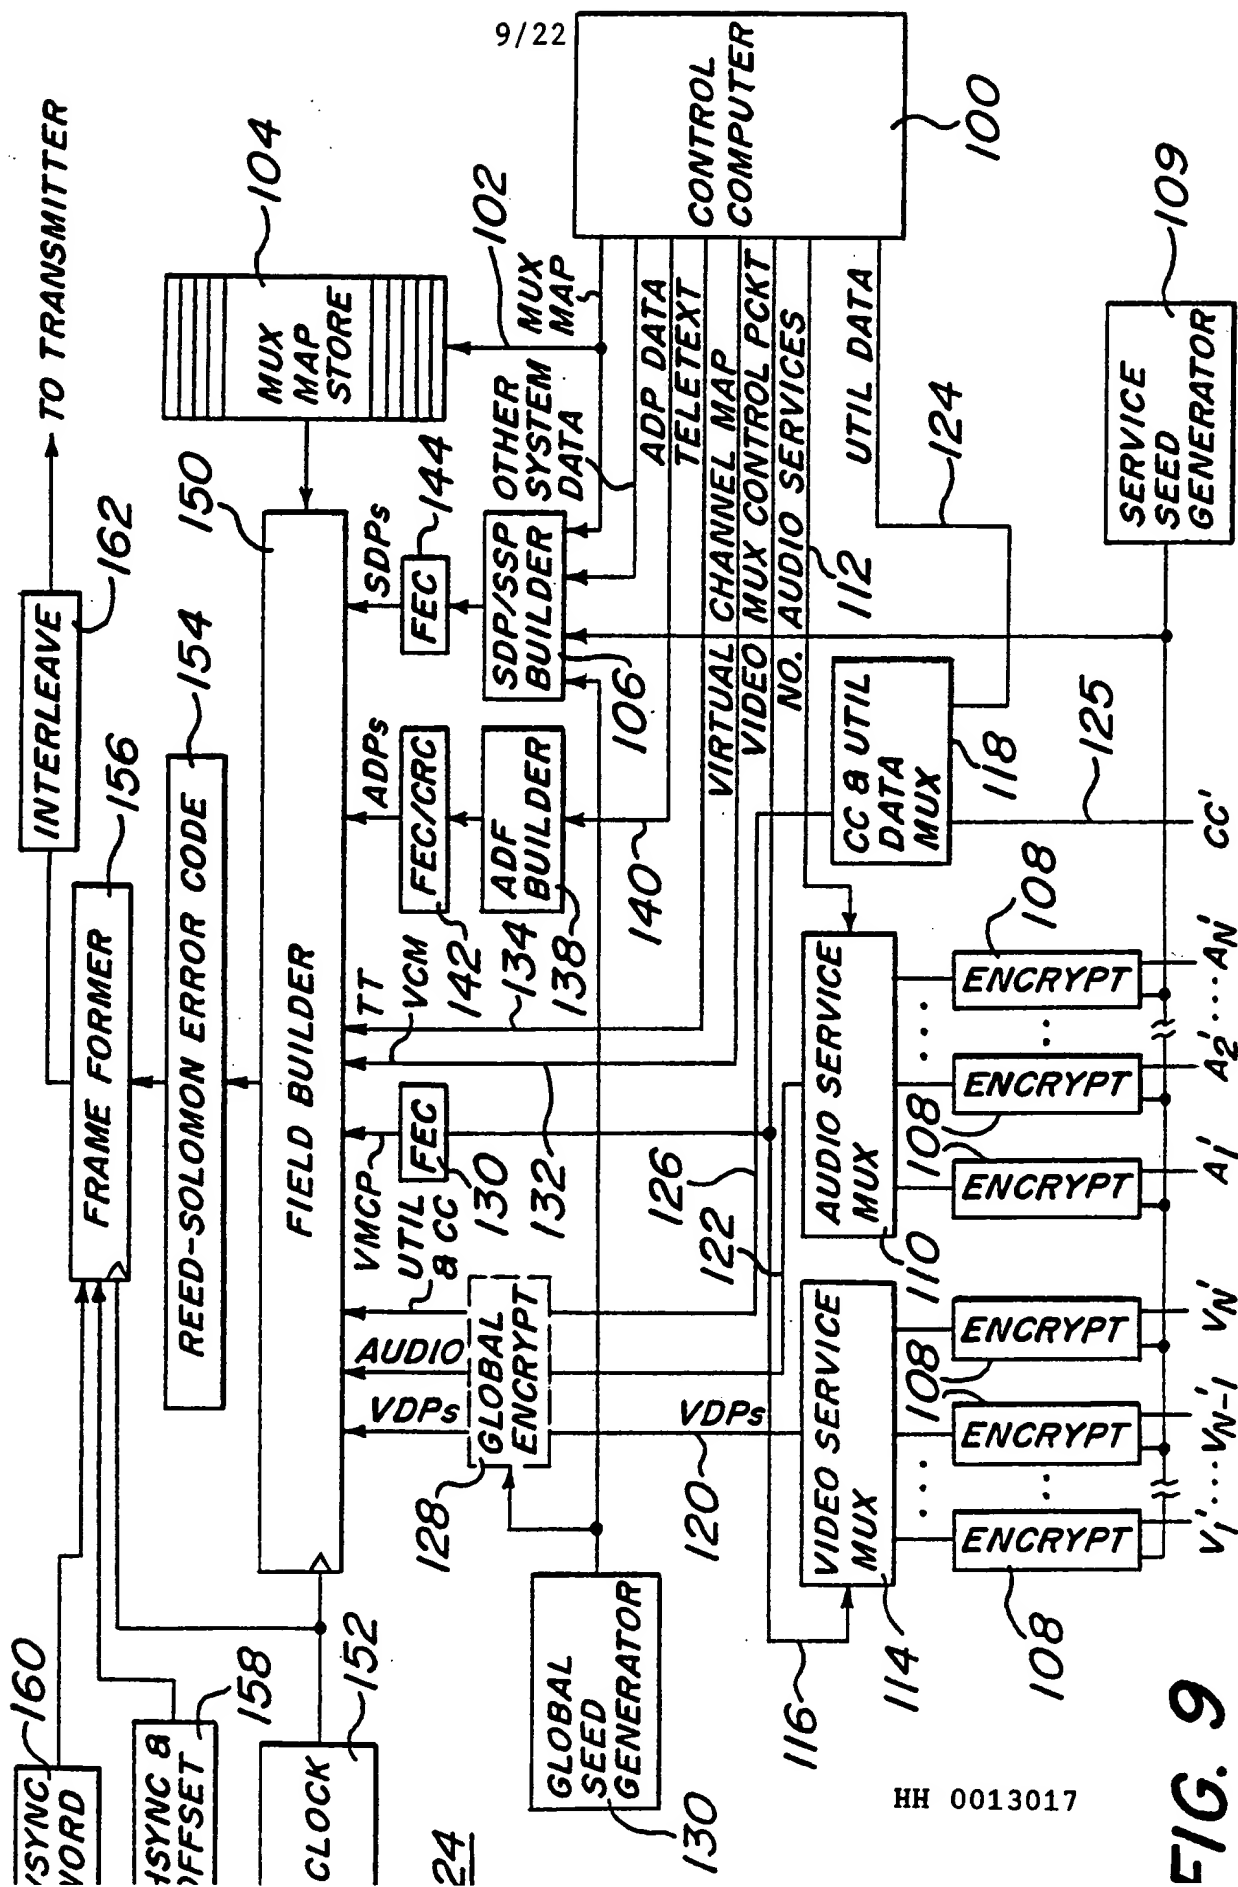 9/22
TO TRANSMITTER
INTERLEAVE
162
FRAME FORMER
156
REED-SOLOMON ERROR CODE
154
FIELD BUILDER
150
MUX
MAP
STORE
104
102
MUX
MAP
CONTROL
COMPUTER
100
OTHER
SYSTEM
DATA
ADP DATA
TELETEXT
VIRTUAL CHANNEL MAP
VIDEO MUX CONTROL PCKT
NO. AUDIO SERVICES
112
UTIL DATA
124
SERVICE
SEED
GENERATOR
109
SDPs
FEC
144
SDP/SSP
BUILDER
106
ADPs
FEC/CRC
142
ADF
BUILDER
138
140
TT
134
VCM
132
VMCP
FEC
130
UTIL
& CC
AUDIO
VDPs
GLOBAL
ENCRYPT
128
126
122
VDPs
120
CC & UTIL
DATA
MUX
118
125
CC'
AUDIO SERVICE
MUX
110
VIDEO SERVICE
MUX
114
116
ENCRYPT
108
ENCRYPT
108
ENCRYPT
ENCRYPT
108
ENCRYPT
ENCRYPT
108
V1'....VN-1'
VN'
A1'
A2'....AN'
GLOBAL
SEED
GENERATOR
130
VSYNC
WORD
160
HSYNC &
OFFSET
158
CLOCK
152
24
HH 0013017
FIG. 9